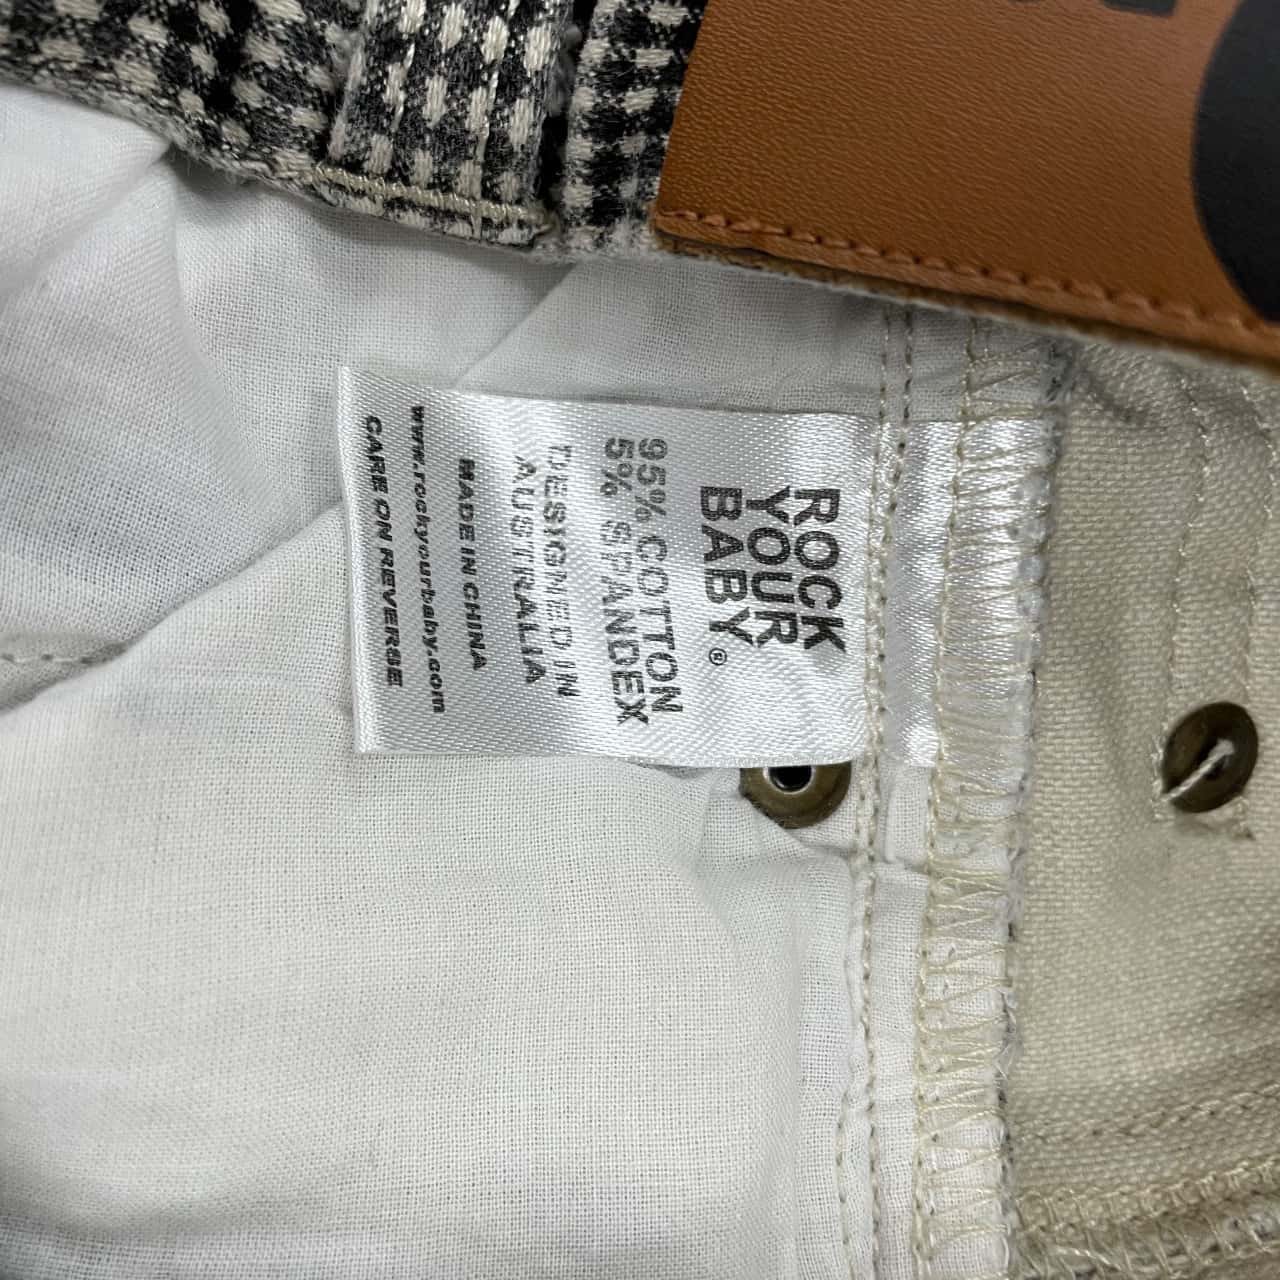 ROCK
YOUR
BABY®
95% COTTON
5% SPANDEX
DESIGNED IN
AUSTRALIA
MADE IN CHINA
www.rockyourbaby.com
CARE ON REVERSE